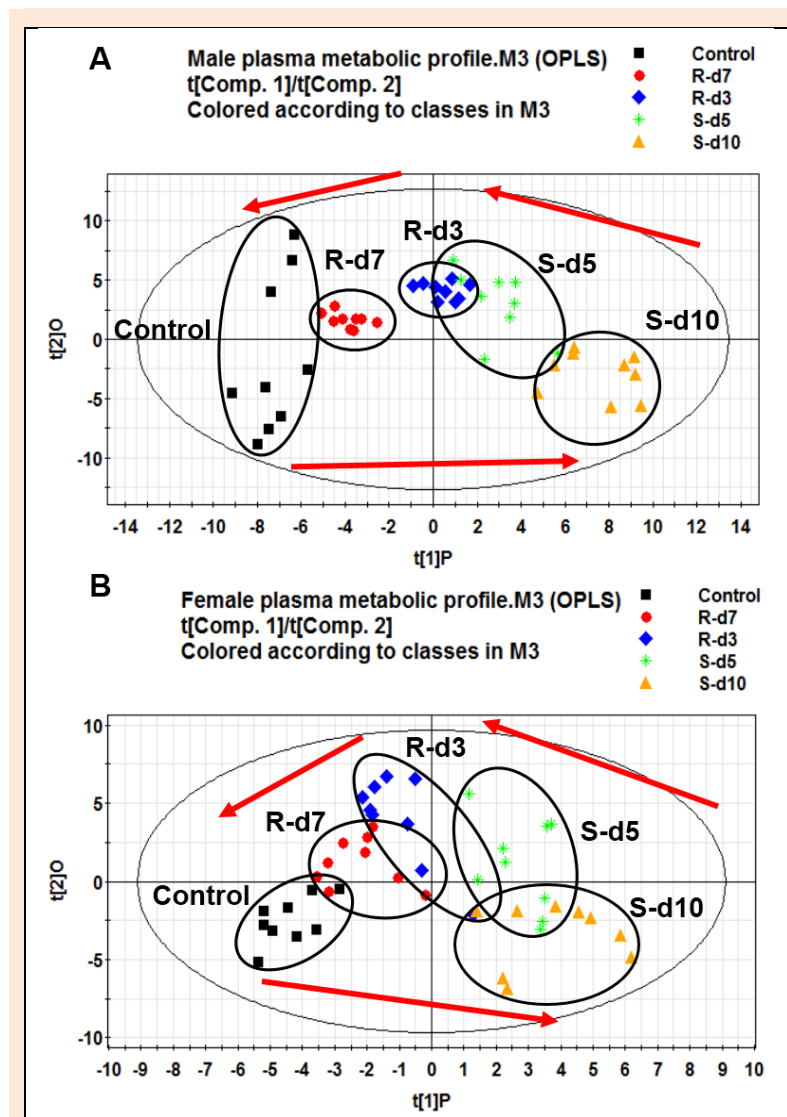 A
Male plasma metabolic profile.M3 (OPLS)
t[Comp. 1]/t[Comp. 2]
Colored according to classes in M3
Control
R-d7
R-d3
S-d5
S-d10
10
5
0
-5
-10
t[2]O
Control
R-d7
R-d3
S-d5
S-d10
-14 -12 -10 -8 -6 -4 -2 0 2 4 6 8 10 12 14
t[1]P
B
Female plasma metabolic profile.M3 (OPLS)
t[Comp. 1]/t[Comp. 2]
Colored according to classes in M3
Control
R-d7
R-d3
S-d5
S-d10
10
5
0
-5
-10
t[2]O
R-d3
R-d7
S-d5
Control
S-d10
-10 -9 -8 -7 -6 -5 -4 -3 -2 -1 0 1 2 3 4 5 6 7 8 9 10
t[1]P